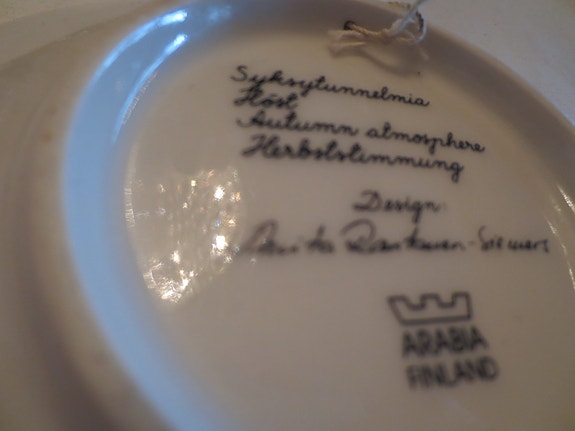 Syksytunnelmia
Höst
Autumn atmosphere
Herbststimmung
Design:
ARABIA
FINLAND